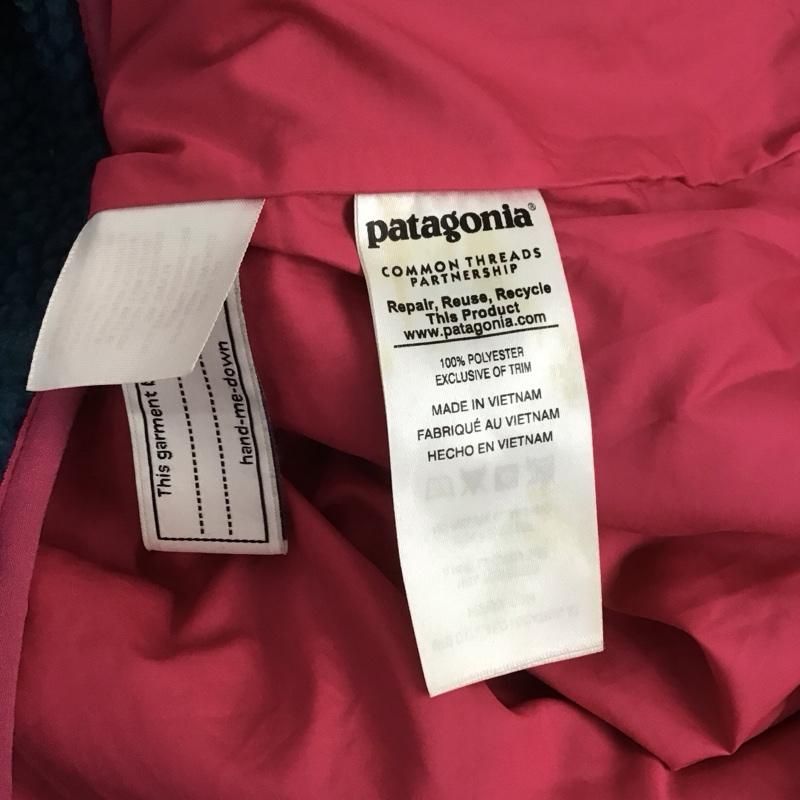 patagonia®
COMMON THREADS
PARTNERSHIP
Repair, Reuse, Recycle
This Product
www.patagonia.com
100% POLYESTER
EXCLUSIVE OF TRIM
MADE IN VIETNAM
FABRIQUÉ AU VIETNAM
HECHO EN VIETNAM
This garment
hand-me-down